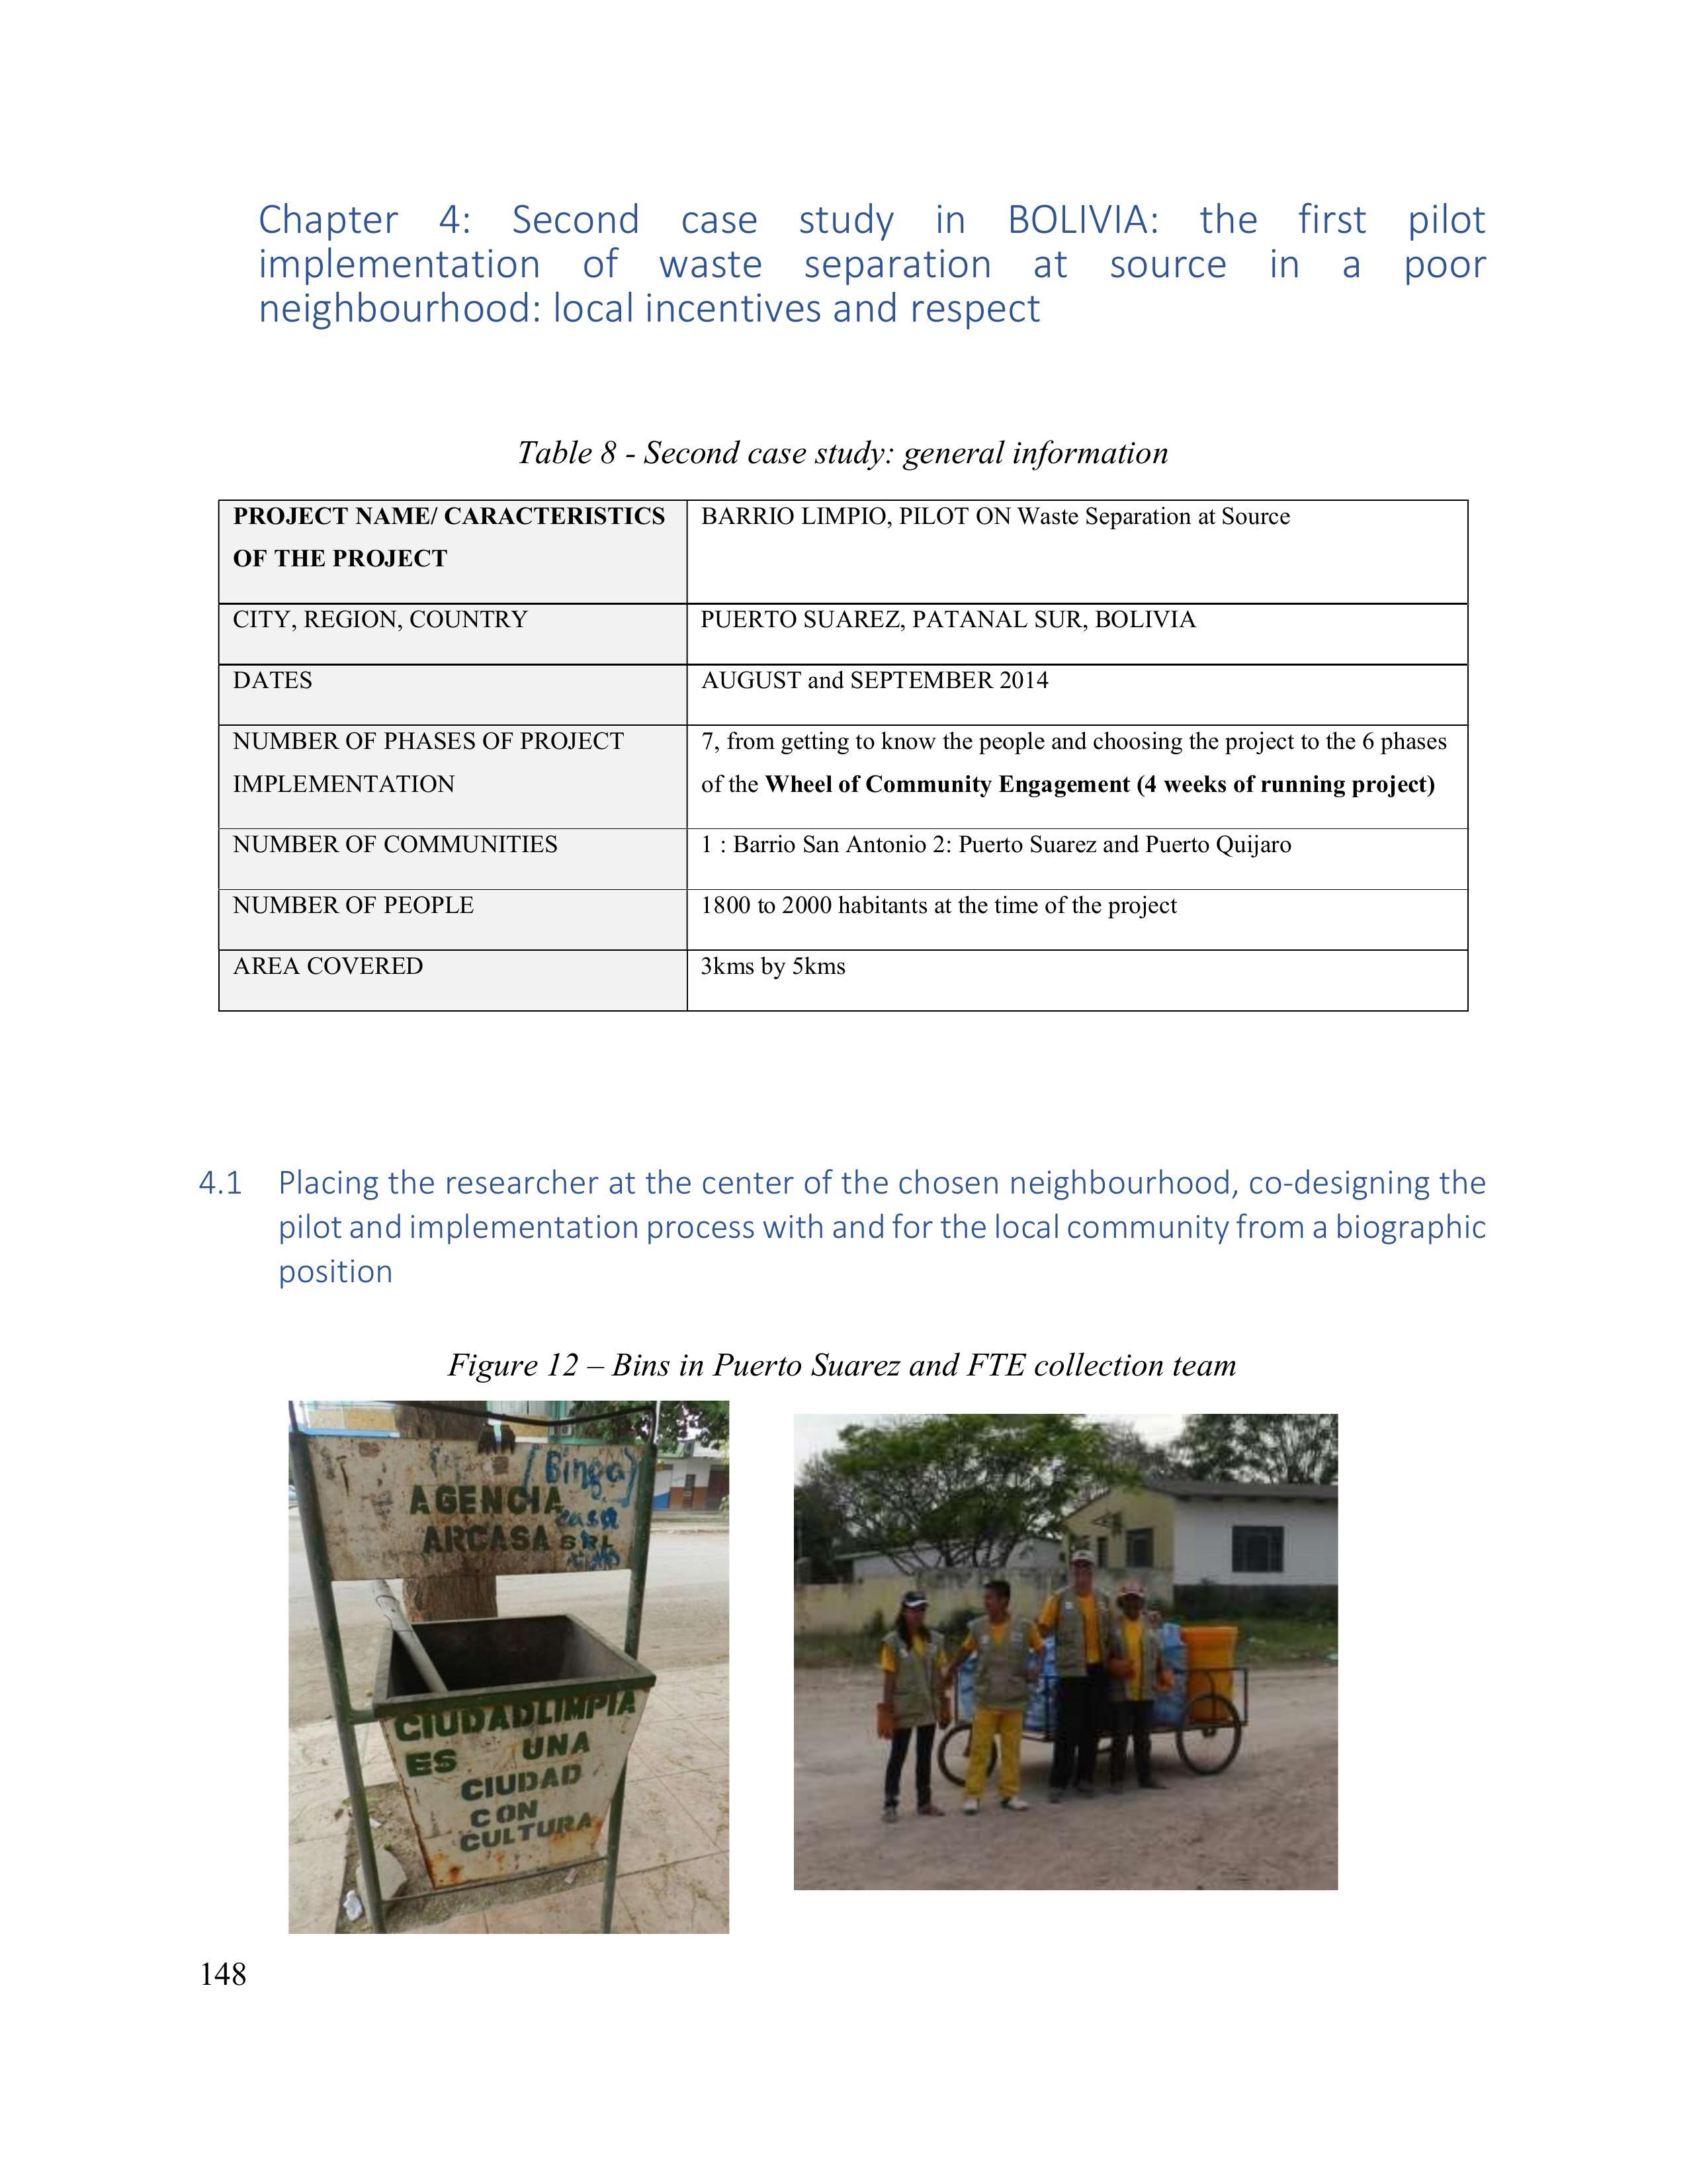 Chapter 4: Second case study in BOLIVIA: the first pilot
implementation of waste separation at source in a poor
neighbourhood: local incentives and respect
Table 8 - Second case study: general information
PROJECT NAME/ CARACTERISTICS
OF THE PROJECT
BARRIO LIMPIO, PILOT ON Waste Separation at Source
CITY, REGION, COUNTRY
PUERTO SUAREZ, PATANAL SUR, BOLIVIA
DATES
AUGUST and SEPTEMBER 2014
NUMBER OF PHASES OF PROJECT
IMPLEMENTATION
7, from getting to know the people and choosing the project to the 6 phases
of the Wheel of Community Engagement (4 weeks of running project)
NUMBER OF COMMUNITIES
1 : Barrio San Antonio 2: Puerto Suarez and Puerto Quijaro
NUMBER OF PEOPLE
1800 to 2000 habitants at the time of the project
AREA COVERED
3kms by 5kms
4.1 Placing the researcher at the center of the chosen neighbourhood, co-designing the
pilot and implementation process with and for the local community from a biographic
position
Figure 12 – Bins in Puerto Suarez and FTE collection team
(Binga)
AGENCIA
casa
ARCASA SRL
CIUDAD LIMPIA
ES UNA
CIUDAD
CON
CULTURA
148